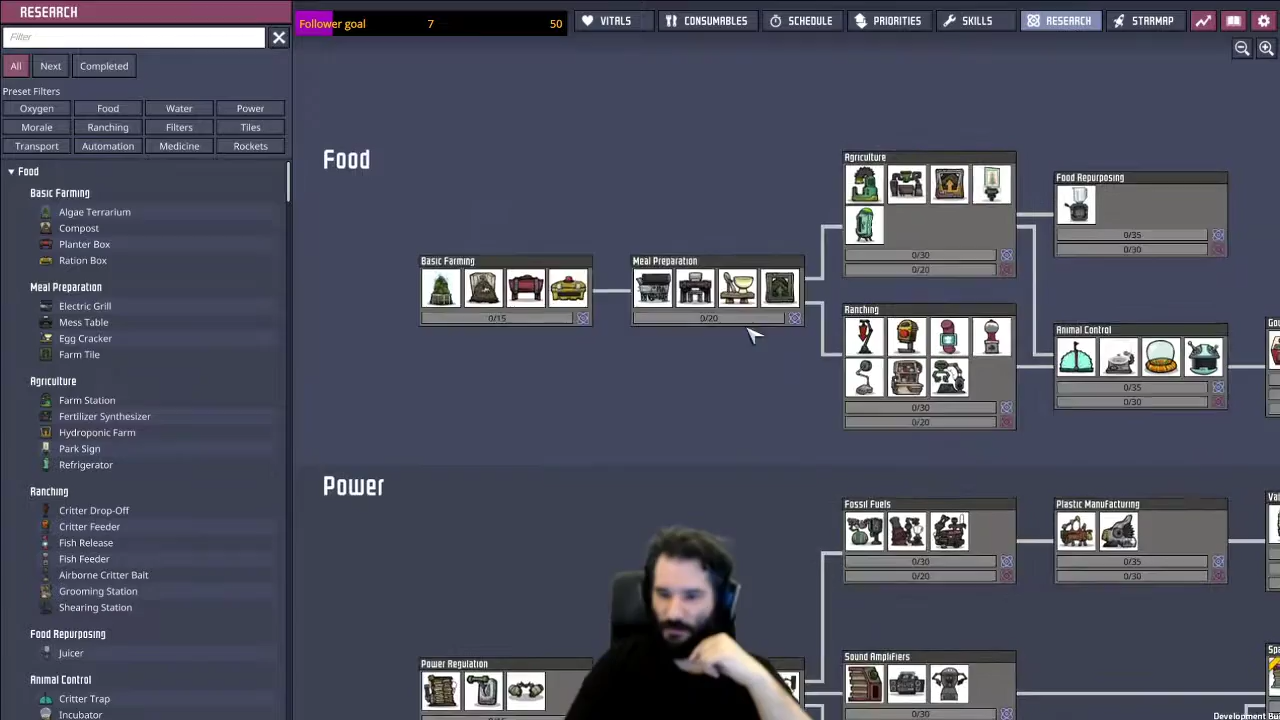 RESEARCH
Filter
All Next Completed
Preset Filters
Oxygen Food Water Power
Morale Ranching Filters Tiles
Transport Automation Medicine Rockets
Food
Basic Farming
Algae Terrarium
Compost
Planter Box
Ration Box
Meal Preparation
Electric Grill
Mess Table
Egg Cracker
Farm Tile
Agriculture
Farm Station
Fertilizer Synthesizer
Hydroponic Farm
Park Sign
Refrigerator
Ranching
Critter Drop-Off
Critter Feeder
Fish Release
Fish Feeder
Airborne Critter Bait
Grooming Station
Shearing Station
Food Repurposing
Juicer
Animal Control
Critter Trap
Incubator
Follower goal 7 50
VITALS CONSUMABLES SCHEDULE PRIORITIES SKILLS RESEARCH STARMAP
Food
Basic Farming
0/15
Meal Preparation
0/20
Agriculture
0/30
0/20
Food Repurposing
0/35
0/30
Ranching
0/30
0/20
Animal Control
0/35
0/30
Power
Fossil Fuels
0/30
0/20
Plastic Manufacturing
0/35
0/30
Power Regulation
Sound Amplifiers
0/30